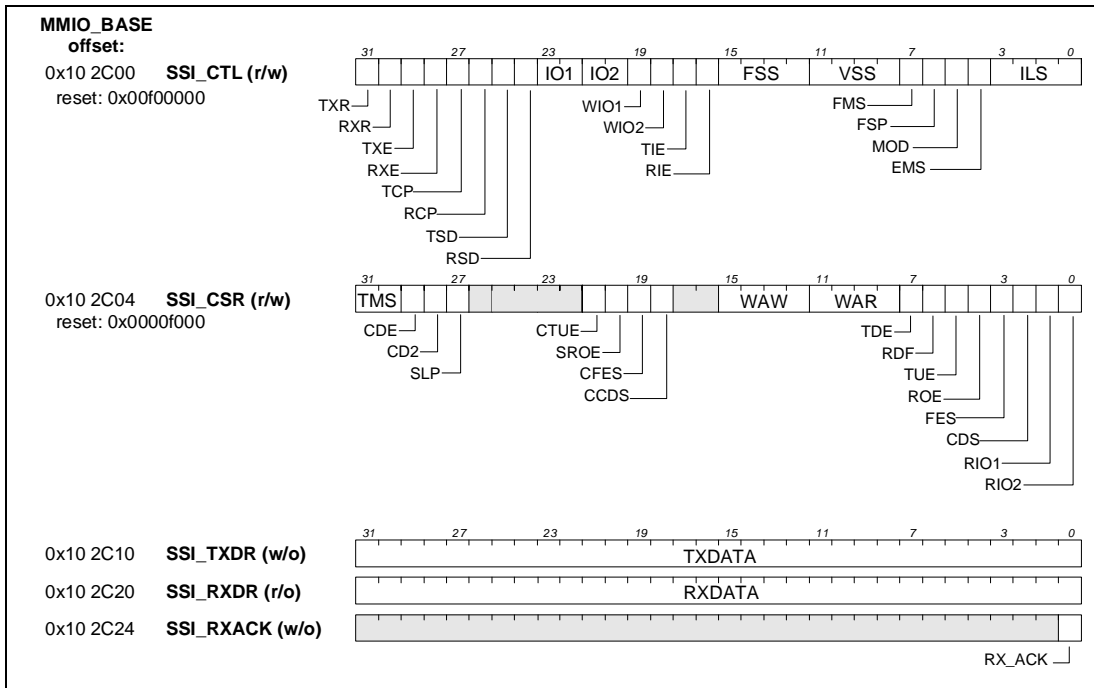 MMIO_BASE
offset:
31 27 23 19 15 11 7 3 0
0x10 2C00 SSI_CTL (r/w) IO1 IO2 FSS VSS ILS
reset: 0x00f00000
TXR WIO1 FMS
RXR WIO2 FSP
TXE TIE MOD
RXE RIE EMS
TCP
RCP
TSD
RSD
31 27 23 19 15 11 7 3 0
0x10 2C04 SSI_CSR (r/w) TMS WAW WAR
reset: 0x0000f000
CDE CTUE TDE
CD2 SROE RDF
SLP CFES TUE
CCDS ROE
FES
CDS
RIO1
RIO2
31 27 23 19 15 11 7 3 0
0x10 2C10 SSI_TXDR (w/o) TXDATA
0x10 2C20 SSI_RXDR (r/o) RXDATA
0x10 2C24 SSI_RXACK (w/o)
RX_ACK